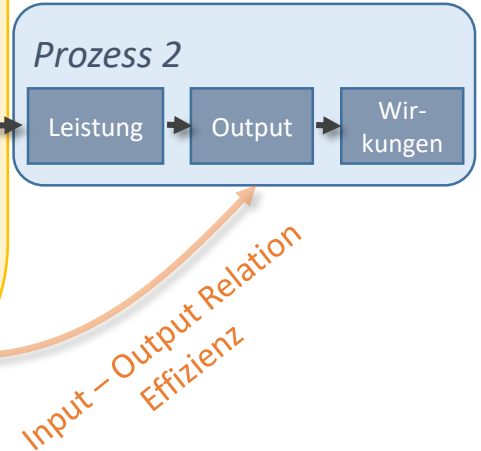 Prozess 2
Leistung
Output
Wir-
kungen
Input – Output Relation
Effizienz